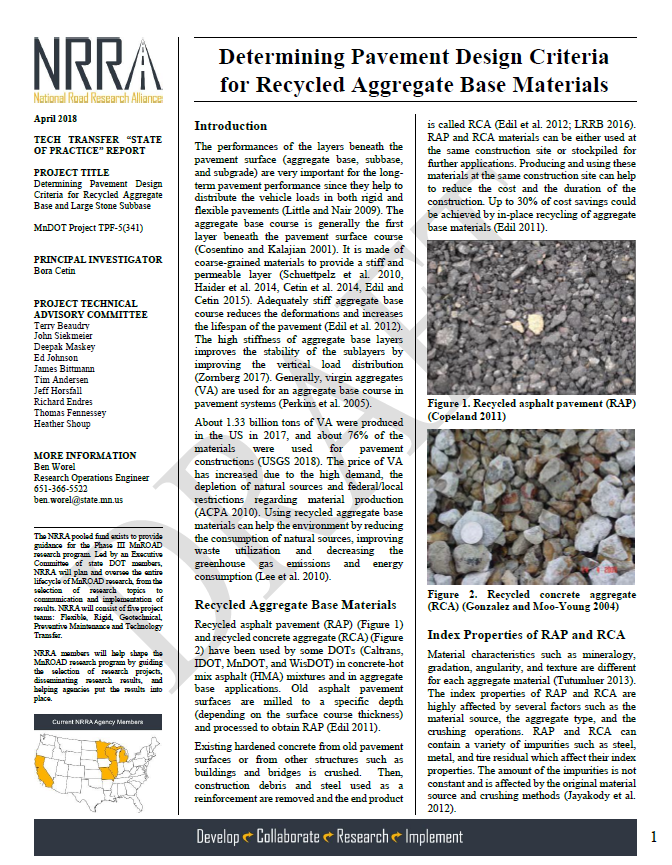 NRRA
National Road Research Alliance
April 2018
TECH TRANSFER “STATE
OF PRACTICE” REPORT
PROJECT TITLE
Determining Pavement Design
Criteria for Recycled Aggregate
Base and Large Stone Subbase
MnDOT Project TPF-5(341)
PRINCIPAL INVESTIGATOR
Bora Cetin
PROJECT TECHNICAL
ADVISORY COMMITTEE
Terry Beaudry
John Siekmeier
Deepak Maskey
Ed Johnson
James Bittmann
Tim Andersen
Jeff Horsfall
Richard Endres
Thomas Fennessey
Heather Shoup
MORE INFORMATION
Ben Worel
Research Operations Engineer
651-366-5522
ben.worel@state.mn.us
The NRRA pooled fund exists to provide
guidance for the Phase III MnROAD
research program. Led by an Executive
Committee of state DOT members,
NRRA will plan and oversee the entire
lifecycle of MnROAD research, from the
selection of research topics to
communication and implementation of
results. NRRA will consist of five project
teams: Flexible, Rigid, Geotechnical,
Preventive Maintenance and Technology
Transfer.
NRRA members will help shape the
MnROAD research program by guiding
the selection of research projects,
disseminating research results, and
helping agencies put the results into
place.
Current NRRA Agency Members
Determining Pavement Design Criteria
for Recycled Aggregate Base Materials
Introduction
The performances of the layers beneath the
pavement surface (aggregate base, subbase,
and subgrade) are very important for the long-
term pavement performance since they help to
distribute the vehicle loads in both rigid and
flexible pavements (Little and Nair 2009). The
aggregate base course is generally the first
layer beneath the pavement surface course
(Cosentino and Kalajian 2001). It is made of
coarse-grained materials to provide a stiff and
permeable layer (Schuettpelz et al. 2010,
Haider et al. 2014, Cetin et al. 2014, Edil and
Cetin 2015). Adequately stiff aggregate base
course reduces the deformations and increases
the lifespan of the pavement (Edil et al. 2012).
The high stiffness of aggregate base layers
improves the stability of the sublayers by
improving the vertical load distribution
(Zornberg 2017). Generally, virgin aggregates
(VA) are used for an aggregate base course in
pavement systems (Perkins et al. 2005).
About 1.33 billion tons of VA were produced
in the US in 2017, and about 76% of the
materials were used for pavement
constructions (USGS 2018). The price of VA
has increased due to the high demand, the
depletion of natural sources and federal/local
restrictions regarding material production
(ACPA 2010). Using recycled aggregate base
materials can help the environment by reducing
the consumption of natural sources, improving
waste utilization and decreasing the
greenhouse gas emissions and energy
consumption (Lee et al. 2010).
Recycled Aggregate Base Materials
Recycled asphalt pavement (RAP) (Figure 1)
and recycled concrete aggregate (RCA) (Figure
2) have been used by some DOTs (Caltrans,
IDOT, MnDOT, and WisDOT) in concrete-hot
mix asphalt (HMA) mixtures and in aggregate
base applications. Old asphalt pavement
surfaces are milled to a specific depth
(depending on the surface course thickness)
and processed to obtain RAP (Edil 2011).
Existing hardened concrete from old pavement
surfaces or from other structures such as
buildings and bridges is crushed. Then,
construction debris and steel used as a
reinforcement are removed and the end product
is called RCA (Edil et al. 2012; LRRB 2016).
RAP and RCA materials can be either used at
the same construction site or stockpiled for
further applications. Producing and using these
materials at the same construction site can help
to reduce the cost and the duration of the
construction. Up to 30% of cost savings could
be achieved by in-place recycling of aggregate
base materials (Edil 2011).
Figure 1. Recycled asphalt pavement (RAP)
(Copeland 2011)
Figure 2. Recycled concrete aggregate
(RCA) (Gonzalez and Moo-Young 2004)
Index Properties of RAP and RCA
Material characteristics such as mineralogy,
gradation, angularity, and texture are different
for each aggregate material (Tutumluer 2013).
The index properties of RAP and RCA are
highly affected by several factors such as the
material source, the aggregate type, and the
crushing operations. RAP and RCA can
contain a variety of impurities such as steel,
metal, and tire residual which affect their index
properties. The amount of the impurities is not
constant and is affected by the original material
source and crushing methods (Jayakody et al.
2012).
DRAFT
Develop Collaborate Research Implement
1